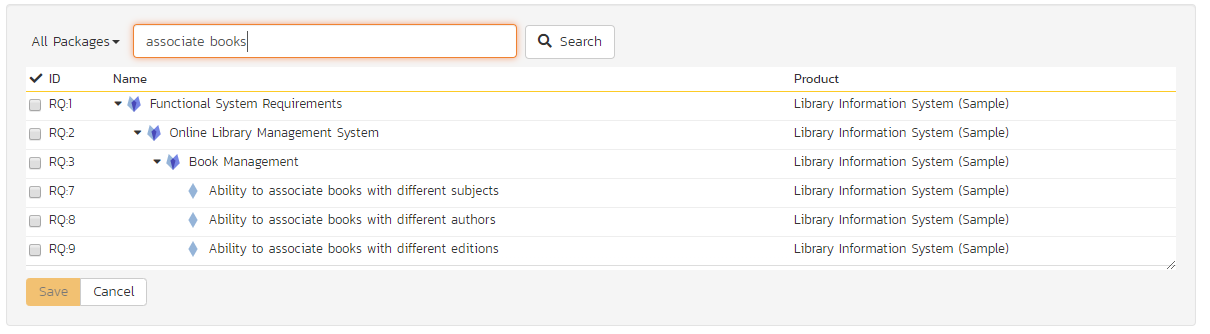 All Packages associate books Search
ID Name Product
RQ:1 Functional System Requirements Library Information System (Sample)
RQ:2 Online Library Management System Library Information System (Sample)
RQ:3 Book Management Library Information System (Sample)
RQ:7 Ability to associate books with different subjects Library Information System (Sample)
RQ:8 Ability to associate books with different authors Library Information System (Sample)
RQ:9 Ability to associate books with different editions Library Information System (Sample)
Save Cancel